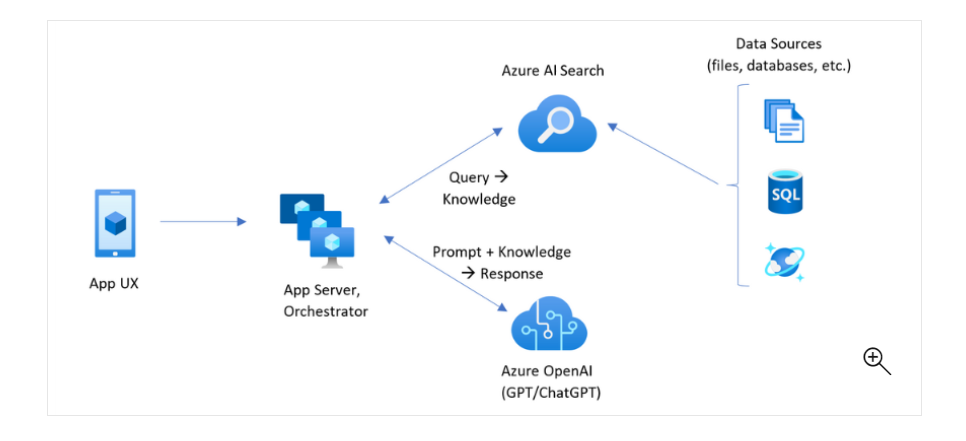 Data Sources
(files, databases, etc.)
Azure AI Search
SQL
Query →
Knowledge
Prompt + Knowledge
→ Response
App UX
App Server,
Orchestrator
Azure OpenAI
(GPT/ChatGPT)